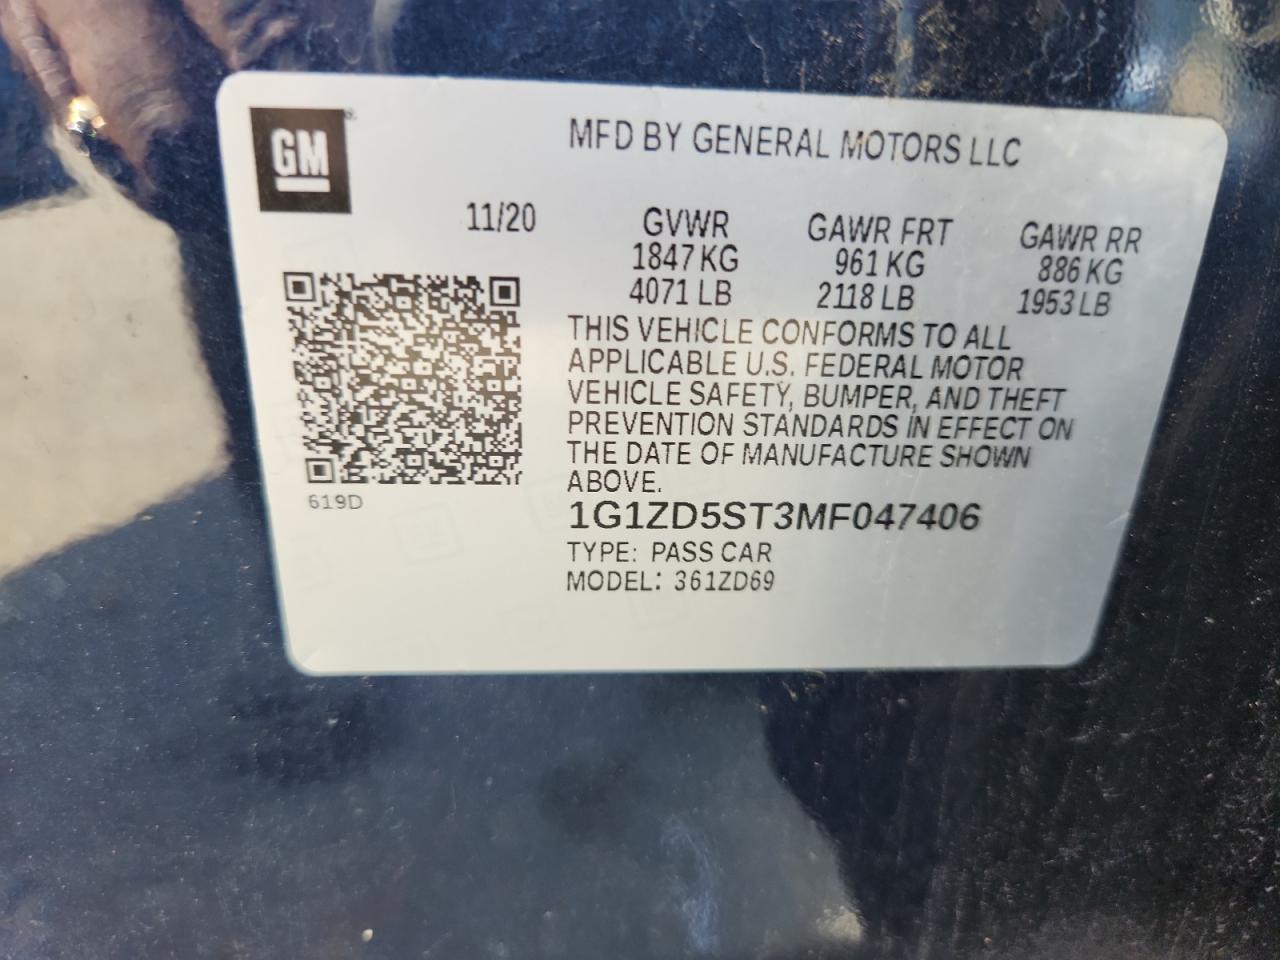 GM
MFD BY GENERAL MOTORS LLC
11/20
GVWR GAWR FRT GAWR RR
1847 KG 961 KG 886 KG
4071 LB 2118 LB 1953 LB
THIS VEHICLE CONFORMS TO ALL
APPLICABLE U.S. FEDERAL MOTOR
VEHICLE SAFETY, BUMPER, AND THEFT
PREVENTION STANDARDS IN EFFECT ON
THE DATE OF MANUFACTURE SHOWN
ABOVE.
619D
1G1ZD5ST3MF047406
TYPE: PASS CAR
MODEL: 361ZD69